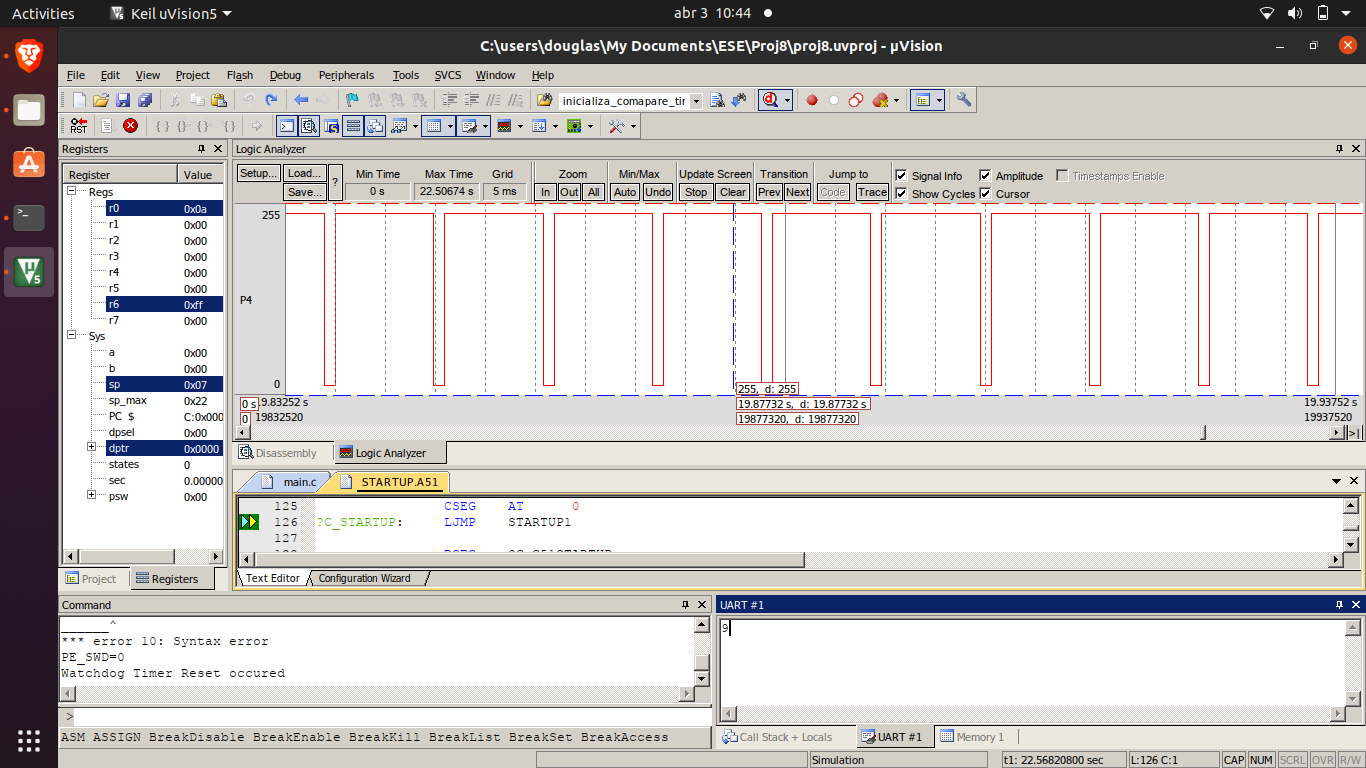 Activities Keil uVision5 abr 3 10:44
C:\users\douglas\My Documents\ESE\Proj8\proj8.uvproj - µVision
File Edit View Project Flash Debug Peripherals Tools SVCS Window Help
inicializa_comapare_tir
RST
Registers
Register Value
Regs
r0 0x0a
r1 0x00
r2 0x00
r3 0x00
r4 0x00
r5 0x00
r6 0xff
r7 0x00
Sys
a 0x00
b 0x00
sp 0x07
sp_max 0x22
PC $ C:0x000
dpsel 0x00
dptr 0x0000
states 0
sec 0.00000
psw 0x00
Project Registers
Logic Analyzer
Setup... Load... Save... ? Min Time Max Time Grid Zoom Min/Max Update Screen Transition Jump to
0 s 22.50674 s 5 ms In Out All Auto Undo Stop Clear Prev Next Code Trace
Signal Info Amplitude Timestamps Enable
Show Cycles Cursor
255
P4
0
255, d: 255
0 s 9.83252 s 19.87732 s, d: 19.87732 s 19.93752 s
0 19832520 19877320, d: 19877320 19937520
Disassembly Logic Analyzer
main.c STARTUP.A51
125 CSEG AT 0
126 ?C_STARTUP: LJMP STARTUP1
127
Text Editor Configuration Wizard
Command
______^
*** error 10: Syntax error
PE_SWD=0
Watchdog Timer Reset occured
>
ASM ASSIGN BreakDisable BreakEnable BreakKill BreakList BreakSet BreakAccess
UART #1
9
Call Stack + Locals UART #1 Memory 1
Simulation t1: 22.56820800 sec L:126 C:1 CAP NUM SCRL OVR R/W